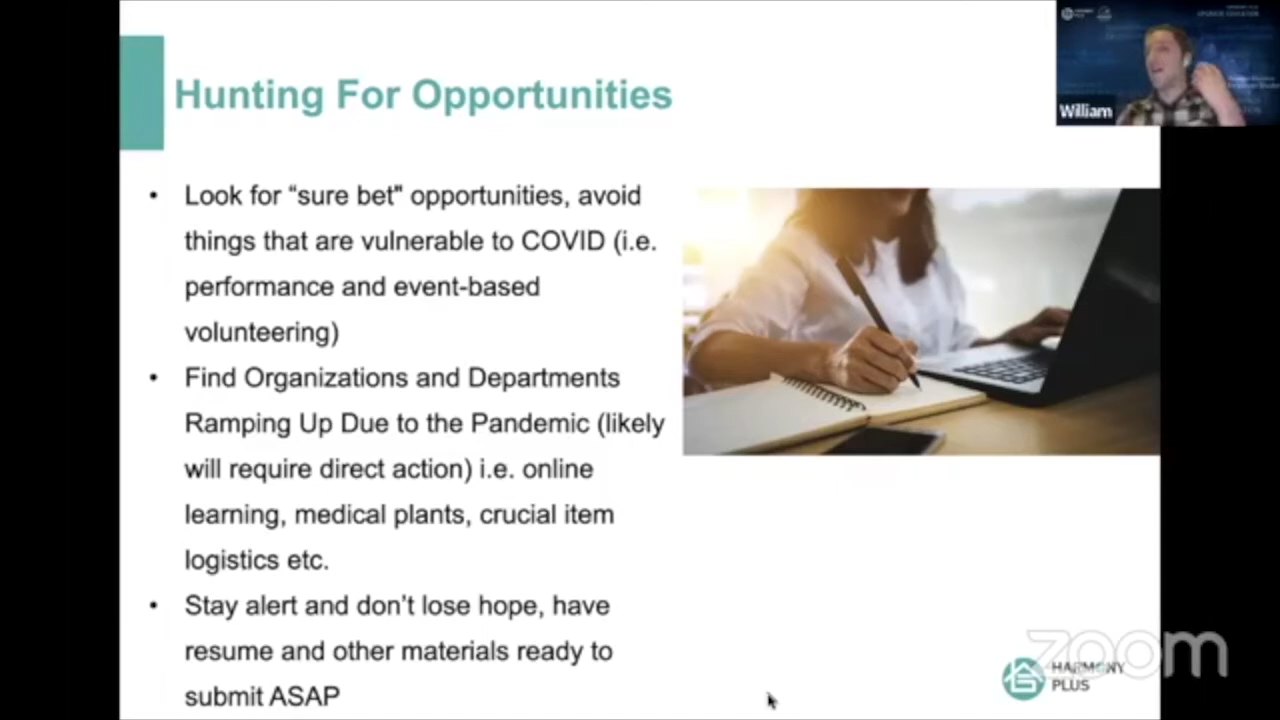 Hunting For Opportunities
William
• Look for “sure bet" opportunities, avoid
things that are vulnerable to COVID (i.e.
performance and event-based
volunteering)
• Find Organizations and Departments
Ramping Up Due to the Pandemic (likely
will require direct action) i.e. online
learning, medical plants, crucial item
logistics etc.
• Stay alert and don’t lose hope, have
resume and other materials ready to
submit ASAP
zoom
HARMONY
PLUS